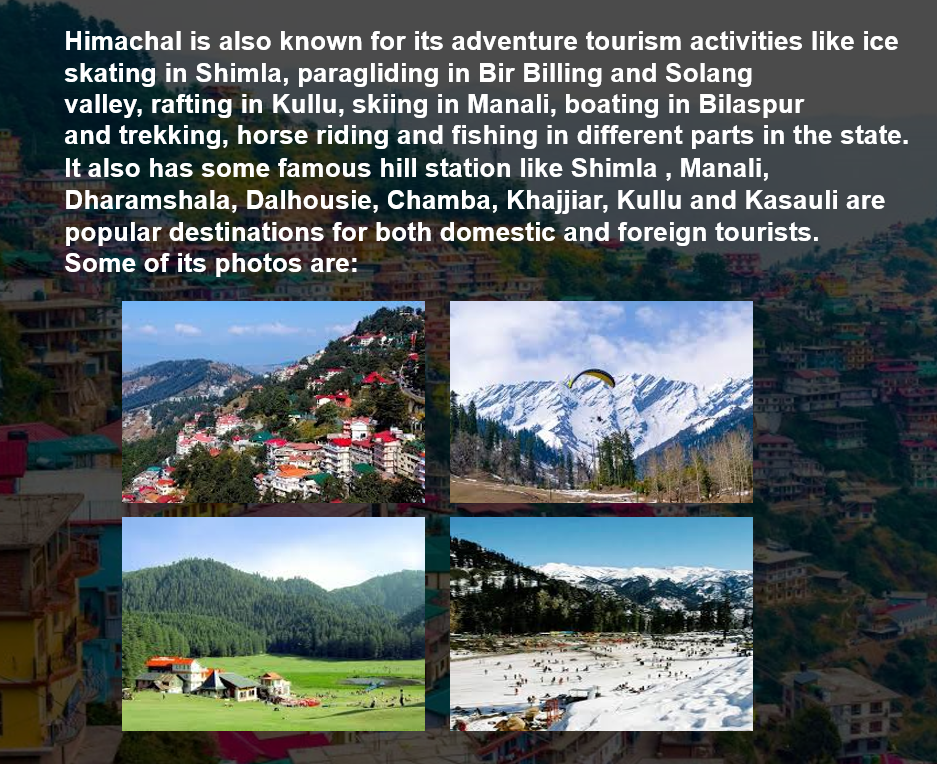 Himachal is also known for its adventure tourism activities like ice
skating in Shimla, paragliding in Bir Billing and Solang
valley, rafting in Kullu, skiing in Manali, boating in Bilaspur
and trekking, horse riding and fishing in different parts in the state.
It also has some famous hill station like Shimla , Manali,
Dharamshala, Dalhousie, Chamba, Khajjiar, Kullu and Kasauli are
popular destinations for both domestic and foreign tourists.
Some of its photos are: